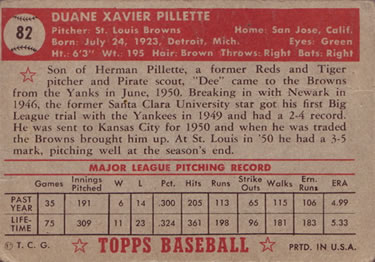 82
DUANE XAVIER PILLETTE
Pitcher: St. Louis Browns Home: San Jose, Calif.
Born: July 24, 1923, Detroit, Mich. Eyes: Green
Ht.: 6'3" Wt. 195 Hair: Brown Throws: Right Bats: Right
Son of Herman Pillette, a former Reds and Tiger
pitcher and Pirate scout, "Dee" came to the Browns
from the Yanks in June, 1950. Breaking in with Newark in
1946, the former Santa Clara University star got his first Big
League trial with the Yankees in 1949 and had a 2-4 record.
He was sent to Kansas City for 1950 and when he was traded
the Browns brought him up. At St. Louis in '50 he had a 3-5
mark, pitching well at the season's end.
MAJOR LEAGUE PITCHING RECORD
Games Innings Pitched W L Pct. Hits Runs Strike Outs Walks Ern. Runs ERA
PAST YEAR 35 191 6 14 .300 205 113 65 115 106 4.99
LIFE-TIME 75 309 11 23 .324 361 198 96 181 183 5.33
© T. C. G. TOPPS BASEBALL PRTD. IN U.S.A.